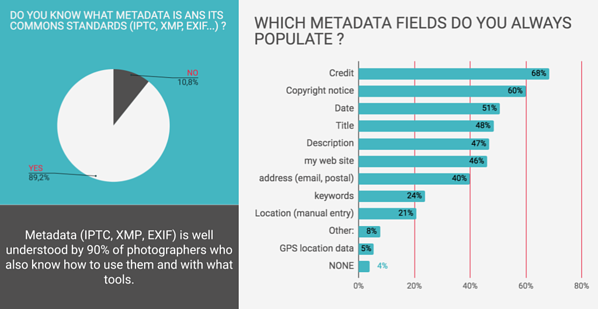 DO YOU KNOW WHAT METADATA IS ANS ITS
COMMONS STANDARDS (IPTC, XMP, EXIF...) ?
NO
10,8%
YES
89,2%
Metadata (IPTC, XMP, EXIF) is well
understood by 90% of photographers who
also know how to use them and with what
tools.
WHICH METADATA FIELDS DO YOU ALWAYS
POPULATE ?
Credit 68%
Copyright notice 60%
Date 51%
Title 48%
Description 47%
my web site 46%
address (email, postal) 40%
keywords 24%
Location (manual entry) 21%
Other: 8%
GPS location data 5%
NONE 4%
0% 20% 40% 60% 80%